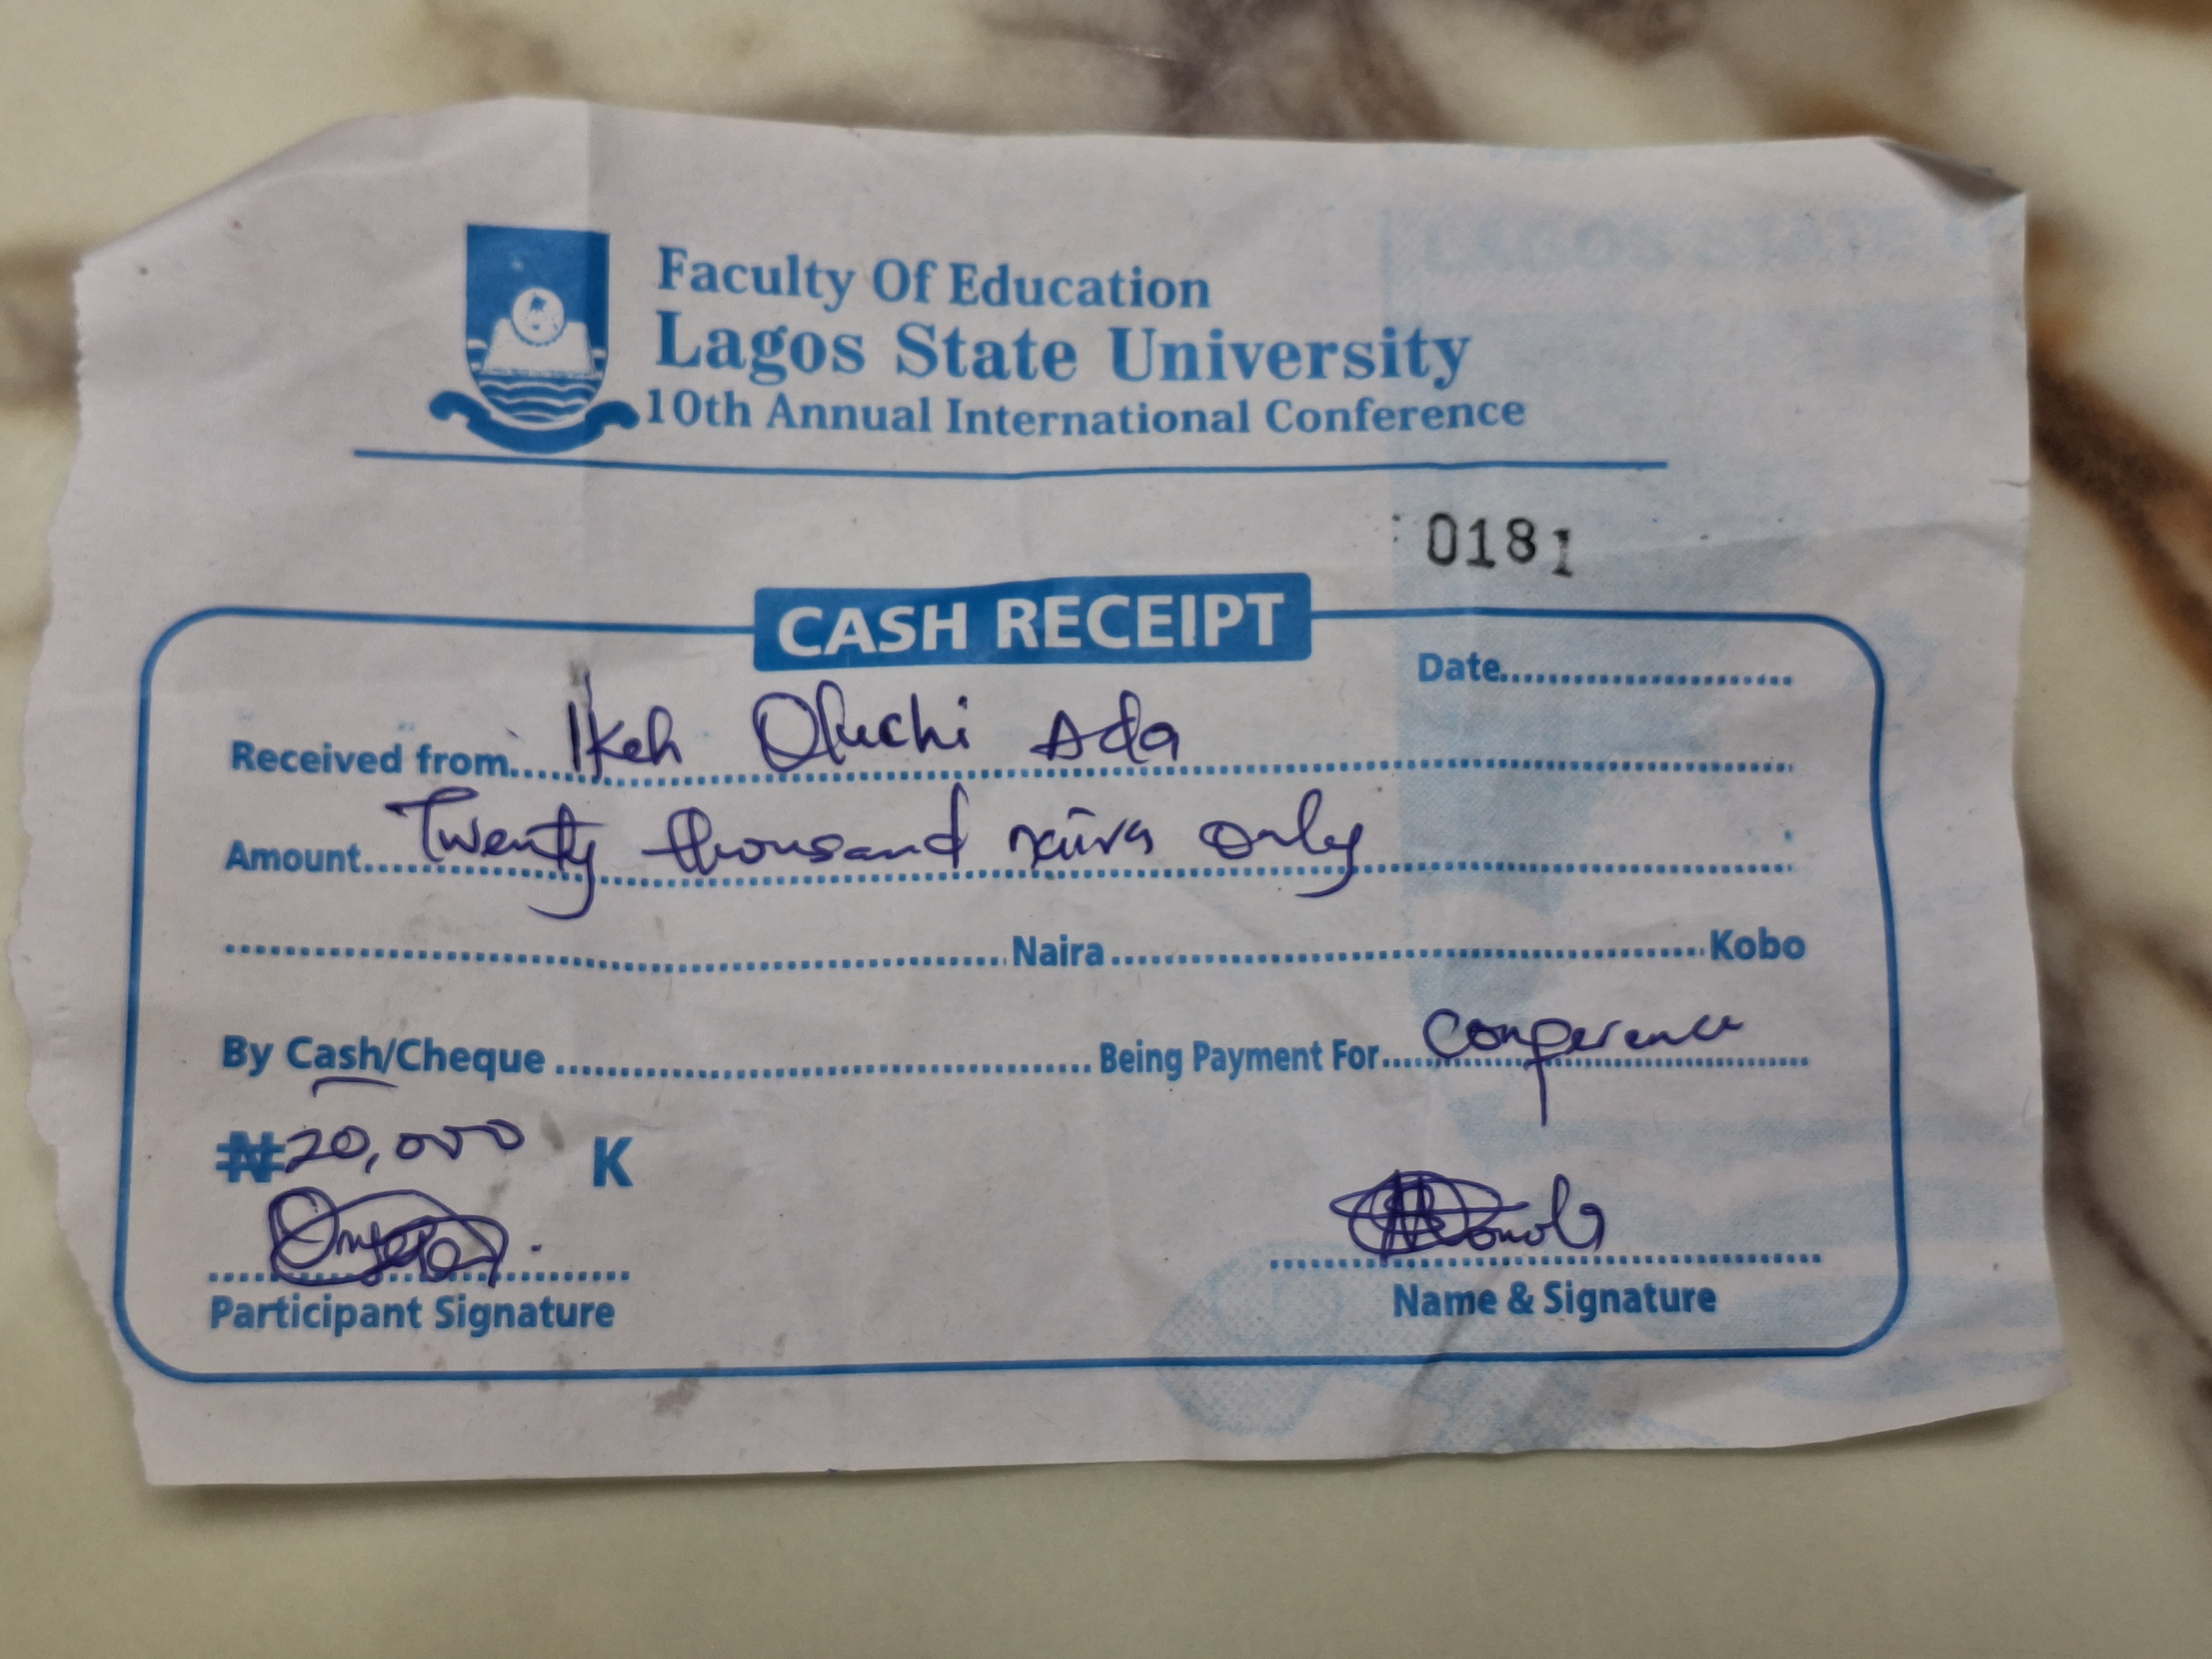 Faculty Of Education
Lagos State University
10th Annual International Conference
0181
CASH RECEIPT
Date..............................
Received from.... Ikeh Oluchi Ada
Amount.... Twenty thousand naira only
.............................. Naira .............................. Kobo
By Cash/Cheque .............................. Being Payment For.... Conference
₦20,000 K
Participant Signature Name & Signature